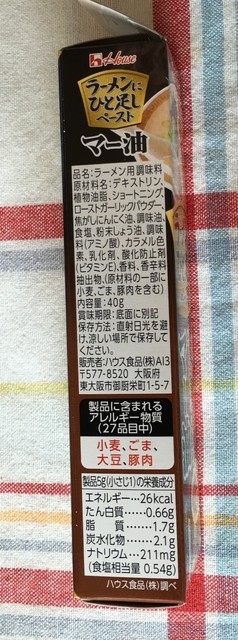 House
ラーメンに
ひと足し
ペースト
マー油
品名:ラーメン用調味料
原材料名:デキストリン、
植物油脂、ショートニング、
ローストガーリックパウダー、
焦がしにんにく油、調味油、
食塩、粉末しょう油、調味
料(アミノ酸)、カラメル色
素、乳化剤、酸化防止剤
(ビタミンE)、香料、香辛料
抽出物、(原材料の一部に
小麦、ごま、豚肉を含む)
内容量:40g
賞味期限:底面に別記
保存方法:直射日光を避
け、涼しい場所で保存して
ください。
販売者:ハウス食品(株)AI3
〒577-8520 大阪府
東大阪市御厨栄町1-5-7
製品に含まれる
アレルギー物質
(27品目中)
小麦、ごま、
大豆、豚肉
製品5g(小さじ1)の栄養成分
エネルギー…26kcal
たん白質……0.66g
脂質………1.7g
炭水化物……2.1g
ナトリウム…211mg
(食塩相当量 0.54g)
ハウス食品(株)調べ